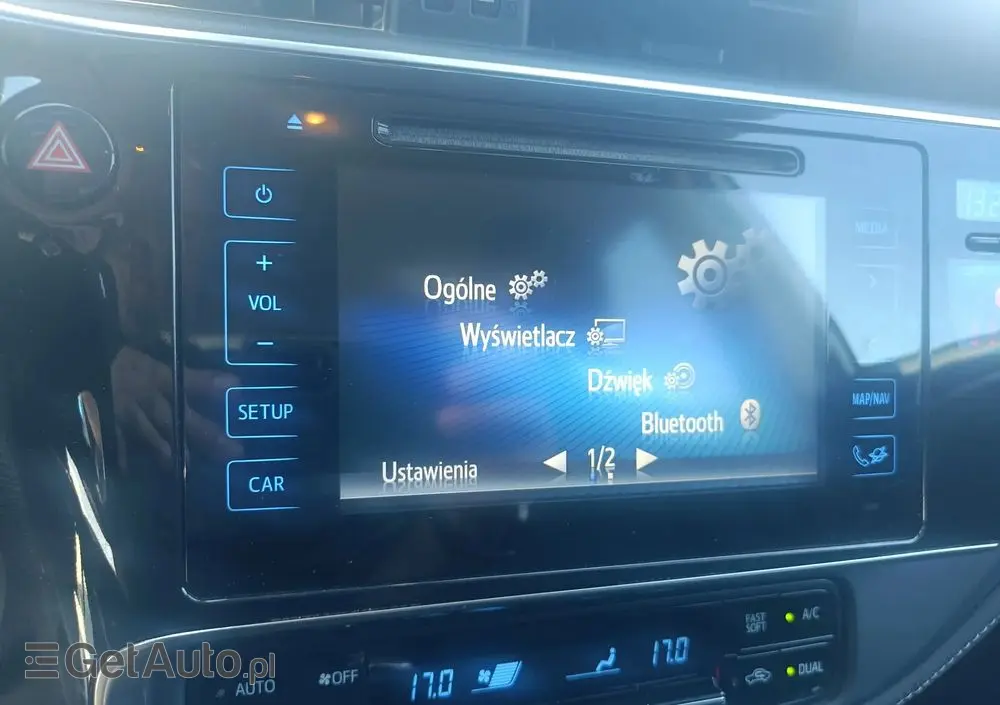 VOL
SETUP
CAR
Ogólne
Wyświetlacz
Dźwięk
Bluetooth
Ustawienia
1/2
MEDIA
MAP/NAV
AUTO
OFF
17.0
17.0
FAST
SOFT
A/C
DUAL
GetAuto.pl